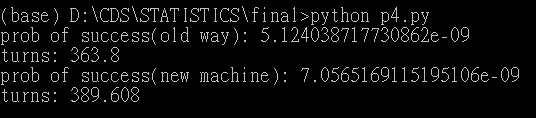 (base) D:\CDS\STATISTICS\final>python p4.py
prob of success(old way): 5.124038717730862e-09
turns: 363.8
prob of success(new machine): 7.0565169115195106e-09
turns: 389.608